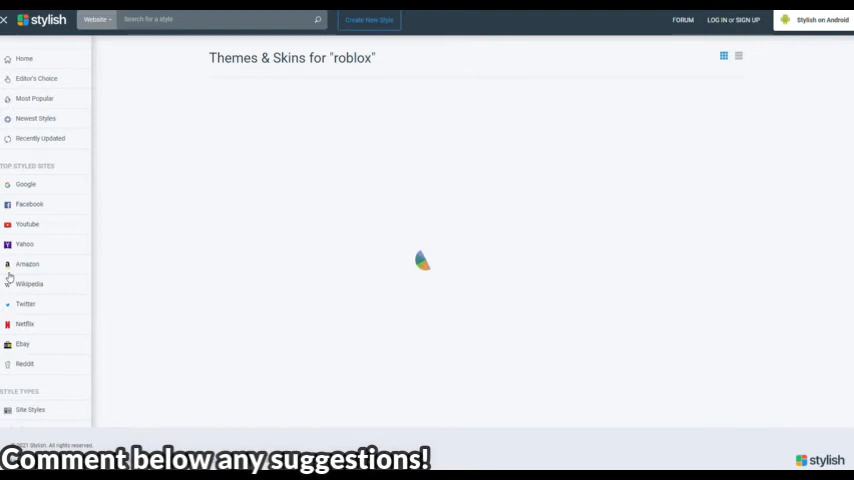 stylish
Website
Search for a style
Create New Style
FORUM
LOG IN or SIGN UP
Stylish on Android
Themes & Skins for "roblox"
Home
Editor's Choice
Most Popular
Newest Styles
Recently Updated
TOP STYLED SITES
Google
Facebook
Youtube
Yahoo
Amazon
Wikipedia
Twitter
Netflix
Ebay
Reddit
STYLE TYPES
Site Styles
© 2021 Stylish. All rights reserved.
Comment below any suggestions!
stylish